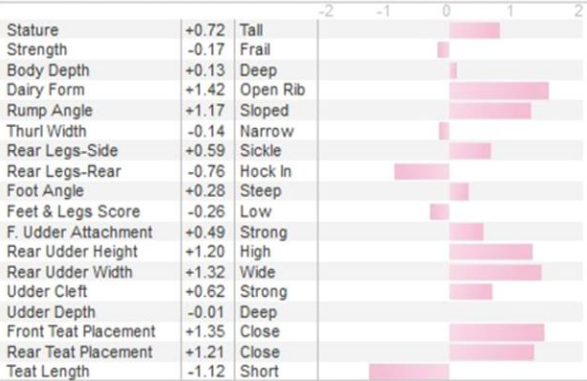 -2 -1 0 1 2
Stature +0.72 Tall
Strength -0.17 Frail
Body Depth +0.13 Deep
Dairy Form +1.42 Open Rib
Rump Angle +1.17 Sloped
Thurl Width -0.14 Narrow
Rear Legs-Side +0.59 Sickle
Rear Legs-Rear -0.76 Hock In
Foot Angle +0.28 Steep
Feet & Legs Score -0.26 Low
F. Udder Attachment +0.49 Strong
Rear Udder Height +1.20 High
Rear Udder Width +1.32 Wide
Udder Cleft +0.62 Strong
Udder Depth -0.01 Deep
Front Teat Placement +1.35 Close
Rear Teat Placement +1.21 Close
Teat Length -1.12 Short